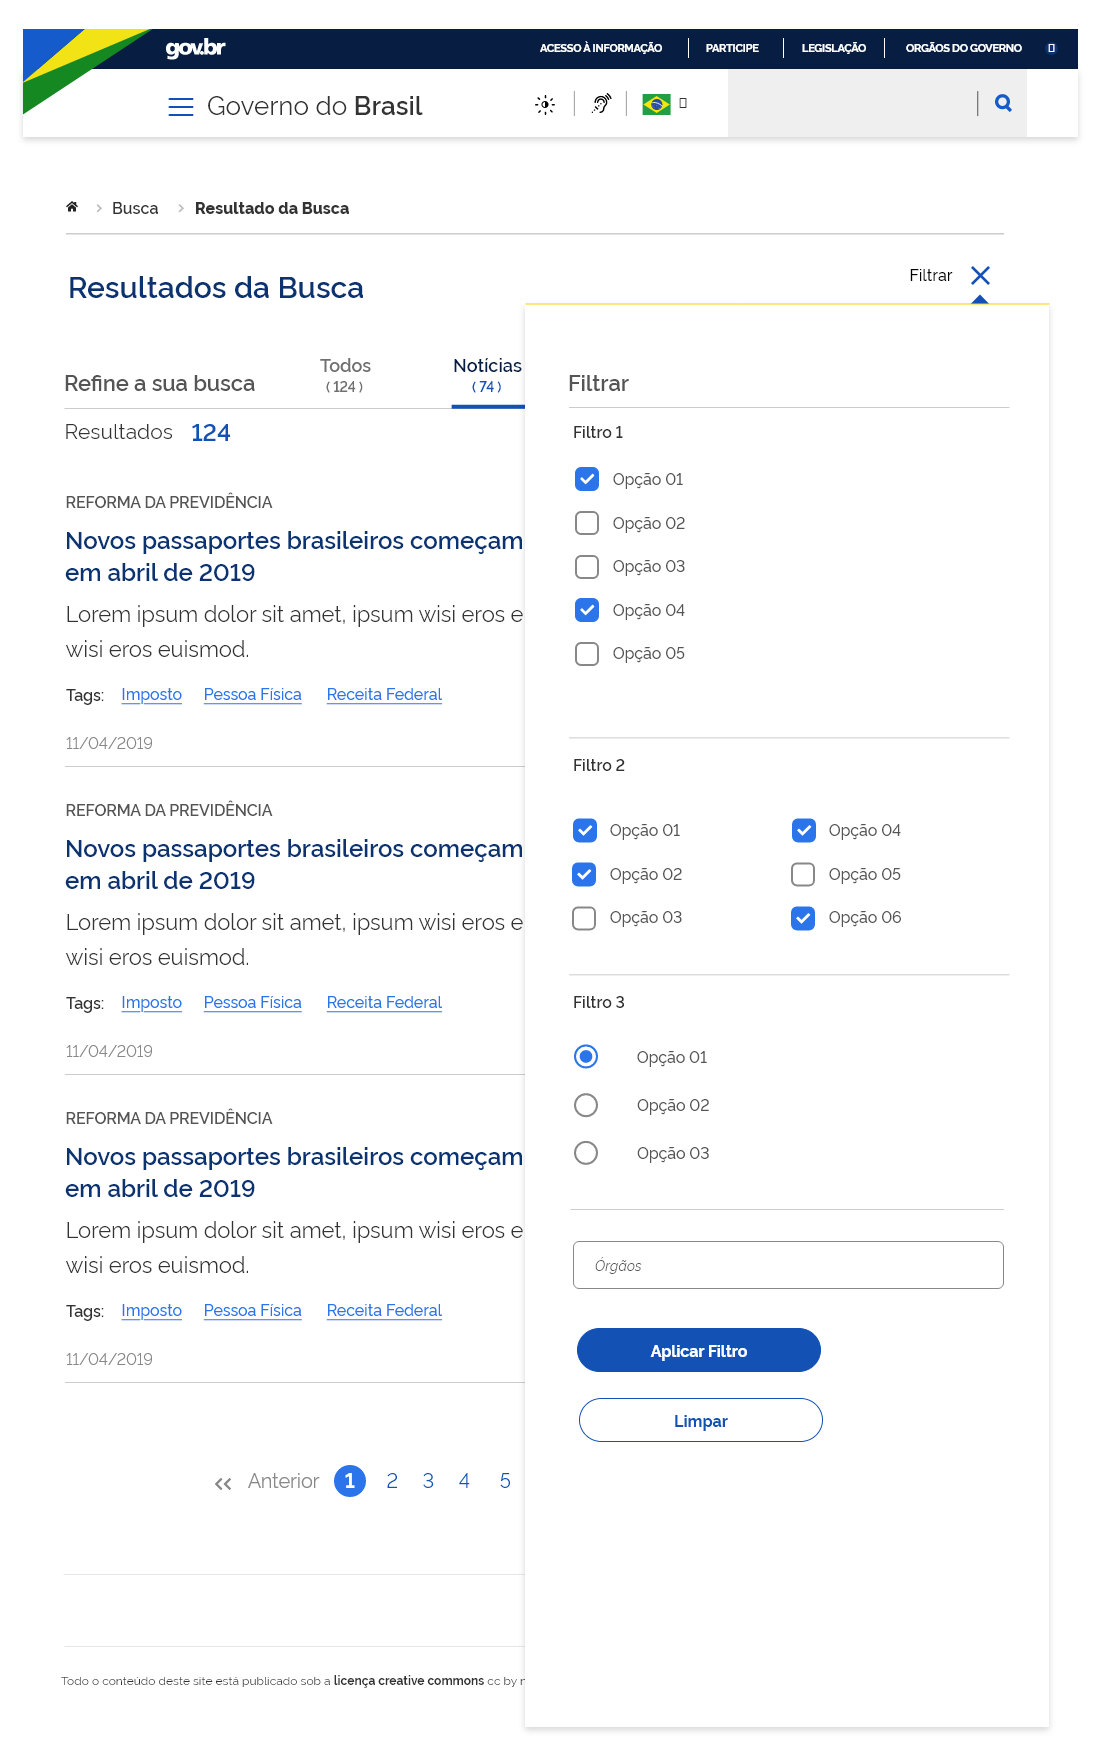 gov.br ACESSO À INFORMAÇÃO PARTICIPE LEGISLAÇÃO ORGÃOS DO GOVERNO
Governo do Brasil
Busca Resultado da Busca
Resultados da Busca
Filtrar
Refine a sua busca
Todos
( 124 )
Notícias
( 74 )
Resultados 124
REFORMA DA PREVIDÊNCIA
Novos passaportes brasileiros começam
em abril de 2019
Lorem ipsum dolor sit amet, ipsum wisi eros e
wisi eros euismod.
Tags: Imposto Pessoa Física Receita Federal
11/04/2019
REFORMA DA PREVIDÊNCIA
Novos passaportes brasileiros começam
em abril de 2019
Lorem ipsum dolor sit amet, ipsum wisi eros e
wisi eros euismod.
Tags: Imposto Pessoa Física Receita Federal
11/04/2019
REFORMA DA PREVIDÊNCIA
Novos passaportes brasileiros começam
em abril de 2019
Lorem ipsum dolor sit amet, ipsum wisi eros e
wisi eros euismod.
Tags: Imposto Pessoa Física Receita Federal
11/04/2019
Anterior 1 2 3 4 5
Todo o conteúdo deste site está publicado sob a licença creative commons cc by n
Filtrar
Filtro 1
Opção 01
Opção 02
Opção 03
Opção 04
Opção 05
Filtro 2
Opção 01 Opção 04
Opção 02 Opção 05
Opção 03 Opção 06
Filtro 3
Opção 01
Opção 02
Opção 03
Órgãos
Aplicar Filtro
Limpar